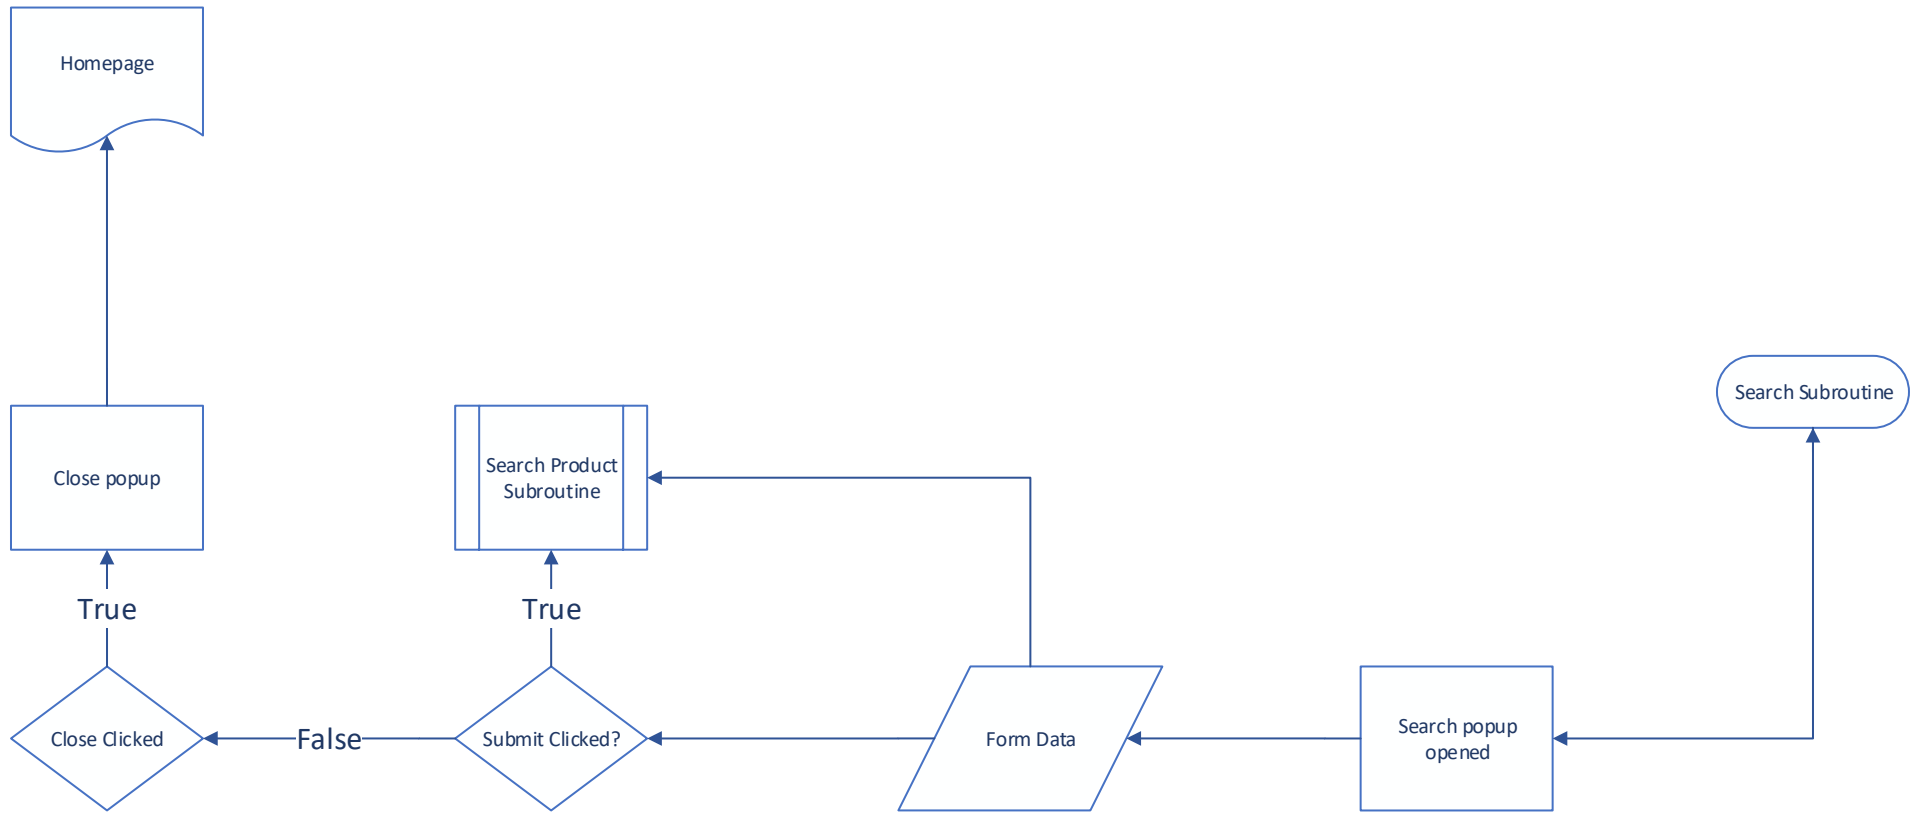 Homepage
Search Subroutine
Close popup
Search Product
Subroutine
True
True
Close Clicked
False
Submit Clicked?
Form Data
Search popup
opened